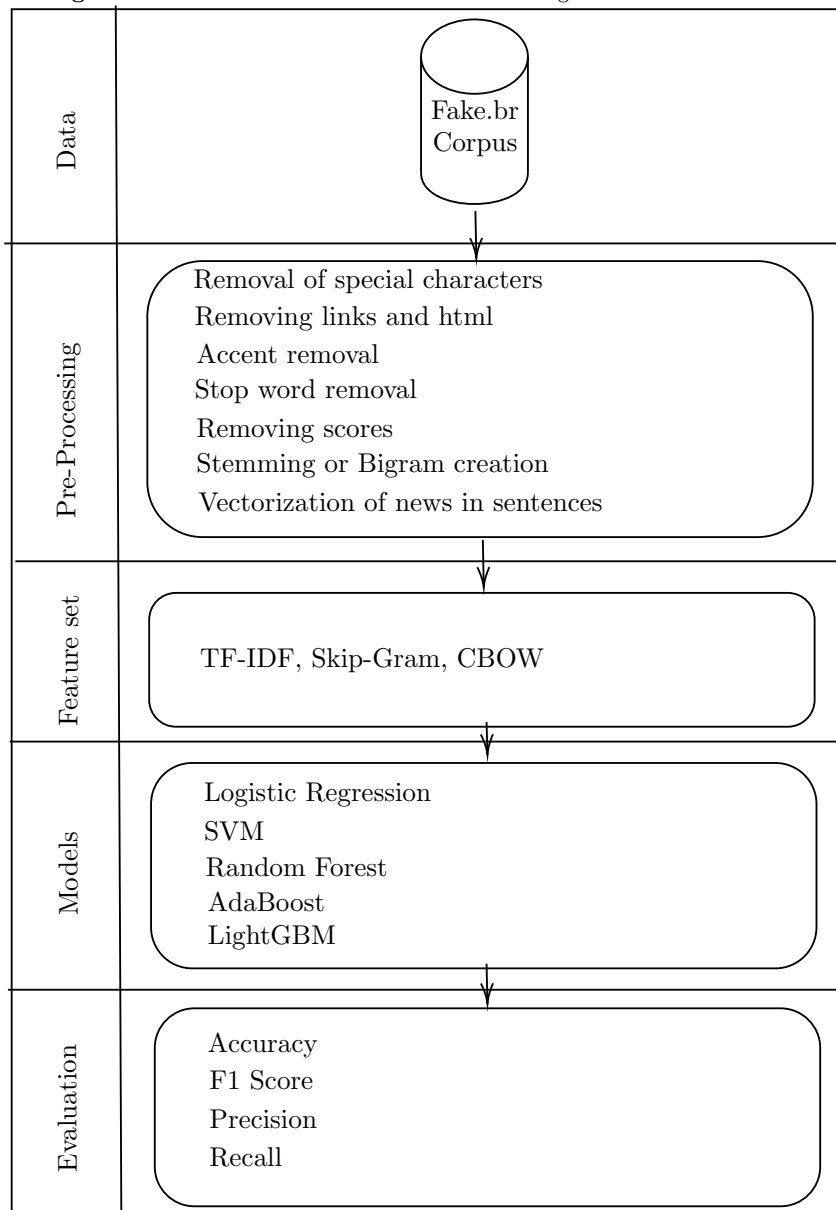 Data
Fake.br
Corpus
Pre-Processing
Removal of special characters
Removing links and html
Accent removal
Stop word removal
Removing scores
Stemming or Bigram creation
Vectorization of news in sentences
Feature set
TF-IDF, Skip-Gram, CBOW
Models
Logistic Regression
SVM
Random Forest
AdaBoost
LightGBM
Evaluation
Accuracy
F1 Score
Precision
Recall